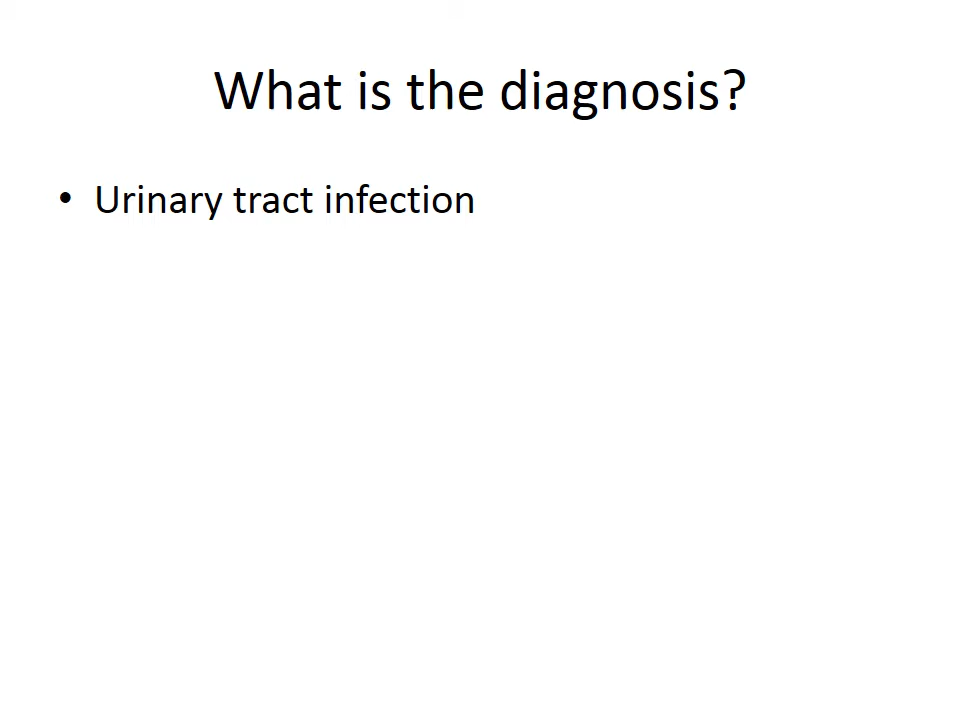 What is the diagnosis?
• Urinary tract infection